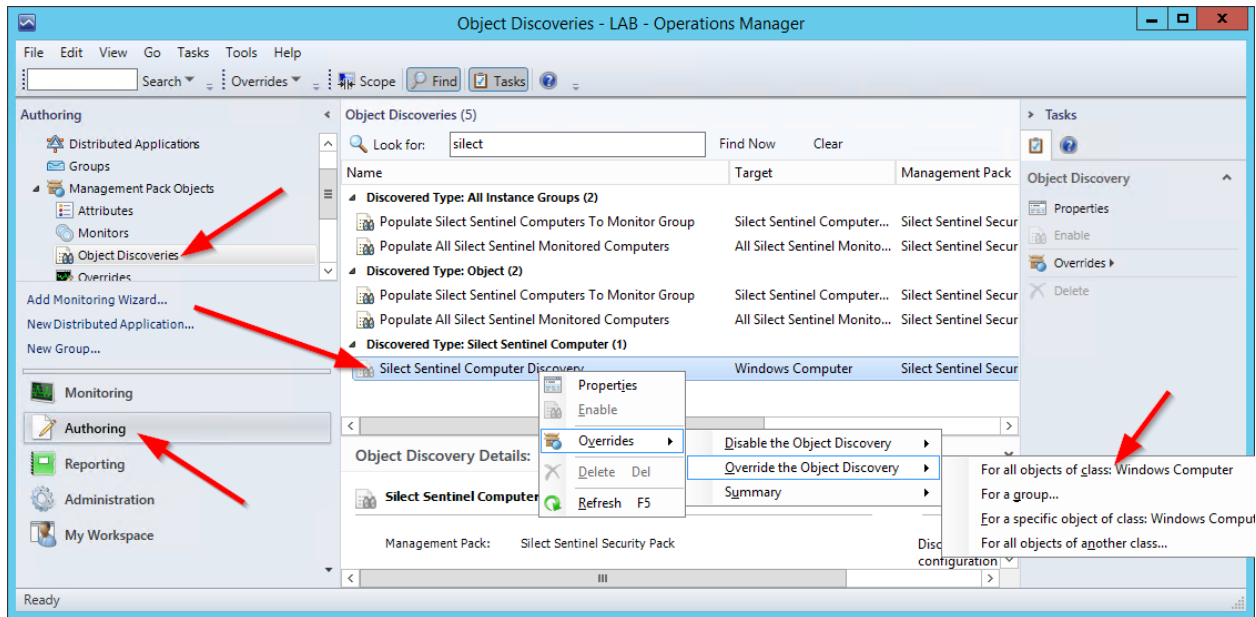 Object Discoveries - LAB - Operations Manager
File Edit View Go Tasks Tools Help
Search Overrides Scope Find Tasks
Authoring
Distributed Applications
Groups
Management Pack Objects
Attributes
Monitors
Object Discoveries
Overrides
Add Monitoring Wizard...
New Distributed Application...
New Group...
Monitoring
Authoring
Reporting
Administration
My Workspace
Object Discoveries (5)
Look for: silect Find Now Clear
Name Target Management Pack
Discovered Type: All Instance Groups (2)
Populate Silect Sentinel Computers To Monitor Group Silect Sentinel Computer... Silect Sentinel Secur
Populate All Silect Sentinel Monitored Computers All Silect Sentinel Monito... Silect Sentinel Secur
Discovered Type: Object (2)
Populate Silect Sentinel Computers To Monitor Group Silect Sentinel Computer... Silect Sentinel Secur
Populate All Silect Sentinel Monitored Computers All Silect Sentinel Monito... Silect Sentinel Secur
Discovered Type: Silect Sentinel Computer (1)
Silect Sentinel Computer Discovery Windows Computer Silect Sentinel Secur
Properties
Enable
Overrides
Delete Del
Refresh F5
Disable the Object Discovery
Override the Object Discovery
Summary
For all objects of class: Windows Computer
For a group...
For a specific object of class: Windows Comput
For all objects of another class...
Object Discovery Details:
Silect Sentinel Computer
Management Pack: Silect Sentinel Security Pack
Disc
configuration
Tasks
Object Discovery
Properties
Enable
Overrides
Delete
Ready